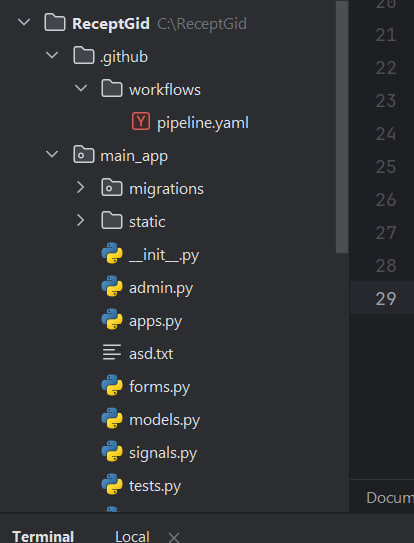 ReceptGid C:\ReceptGid
.github
workflows
Y pipeline.yaml
main_app
migrations
static
__init__.py
admin.py
apps.py
asd.txt
forms.py
models.py
signals.py
tests.py
20
21
22
23
24
25
26
27
28
29
Docum
Terminal Local